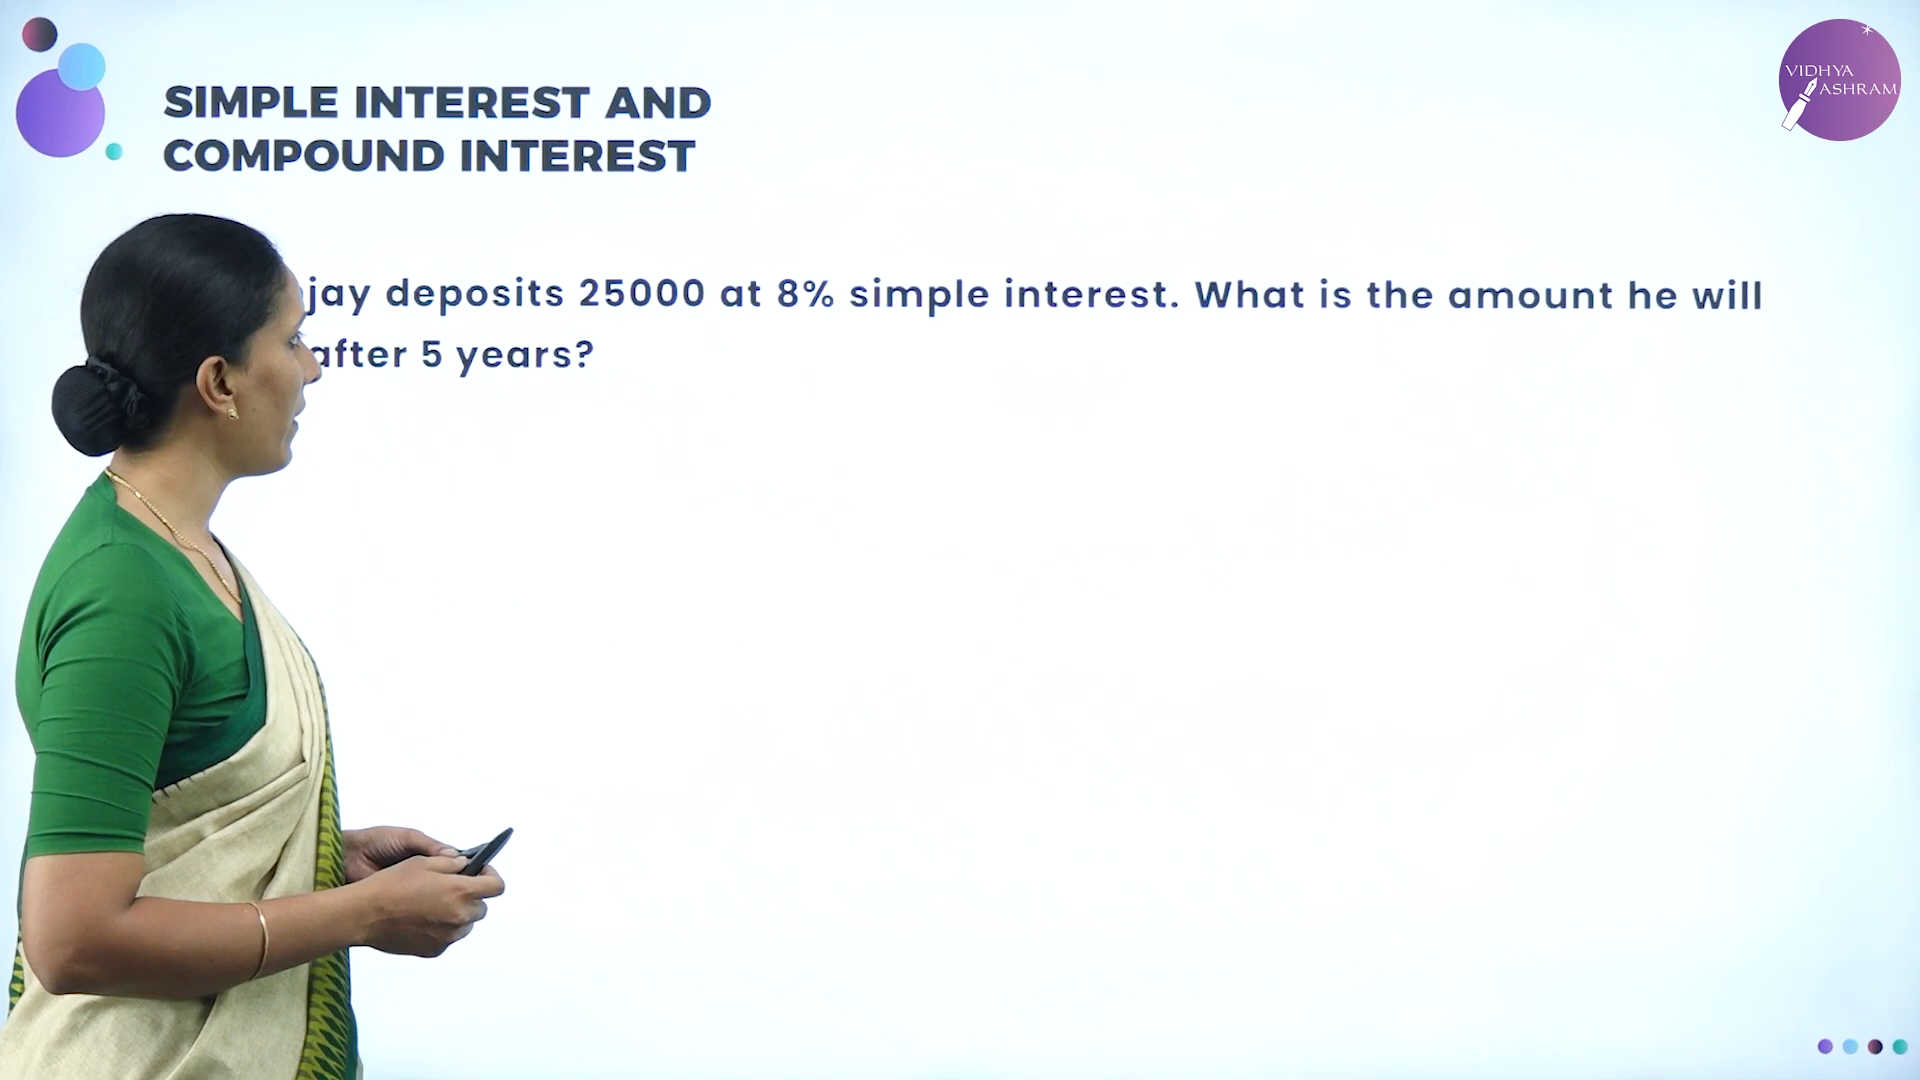 SIMPLE INTEREST AND
COMPOUND INTEREST
VIDHYA
ASHRAM
deposits 25000 at 8% simple interest. What is the amount he will
after 5 years?